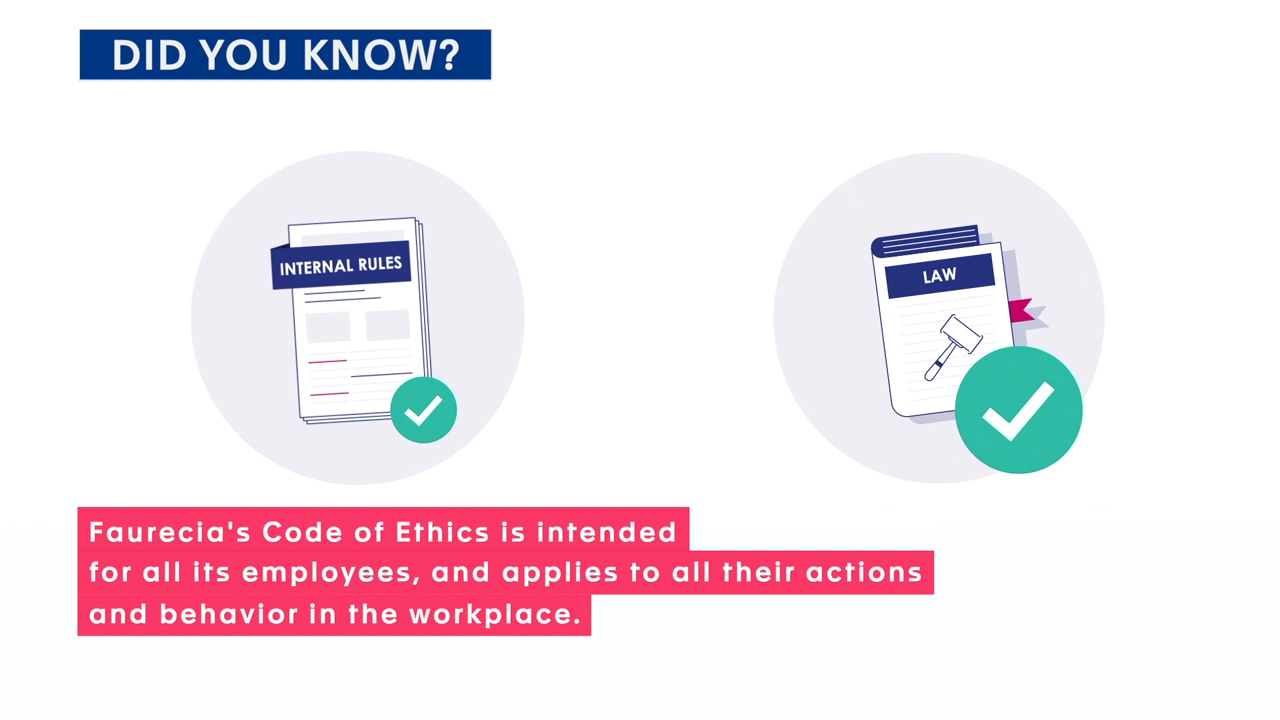 DID YOU KNOW?
INTERNAL RULES
LAW
Faurecia's Code of Ethics is intended
for all its employees, and applies to all their actions
and behavior in the workplace.